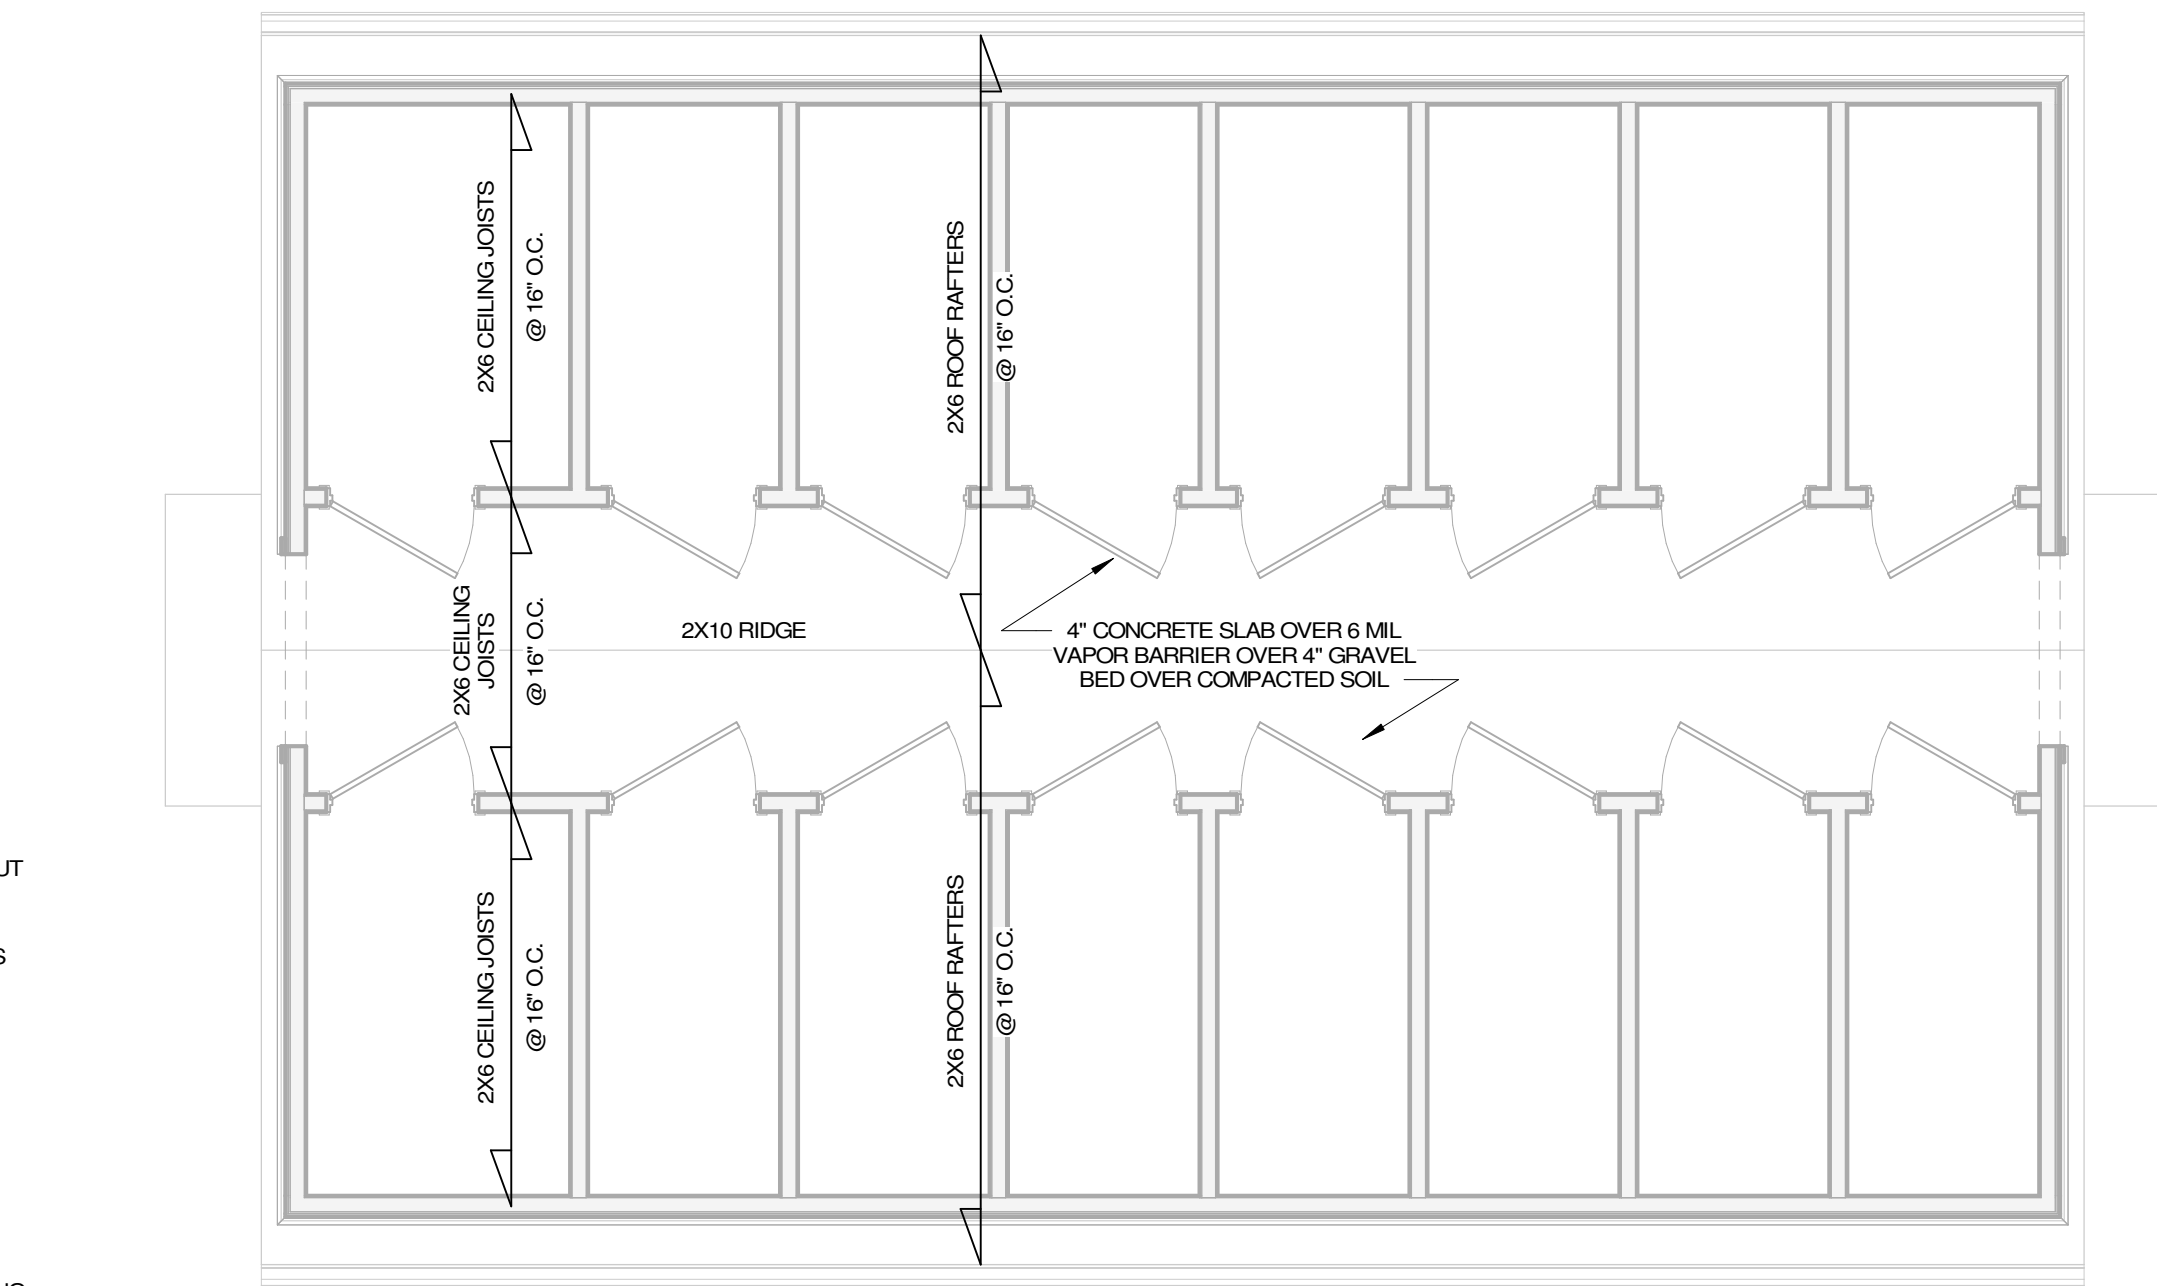 2X6 CEILING JOISTS
@ 16" O.C.
2X6 ROOF RAFTERS
@ 16" O.C.
2X6 CEILING
JOISTS
@ 16" O.C.
2X10 RIDGE
4" CONCRETE SLAB OVER 6 MIL
VAPOR BARRIER OVER 4" GRAVEL
BED OVER COMPACTED SOIL
2X6 CEILING JOISTS
@ 16" O.C.
2X6 ROOF RAFTERS
@ 16" O.C.